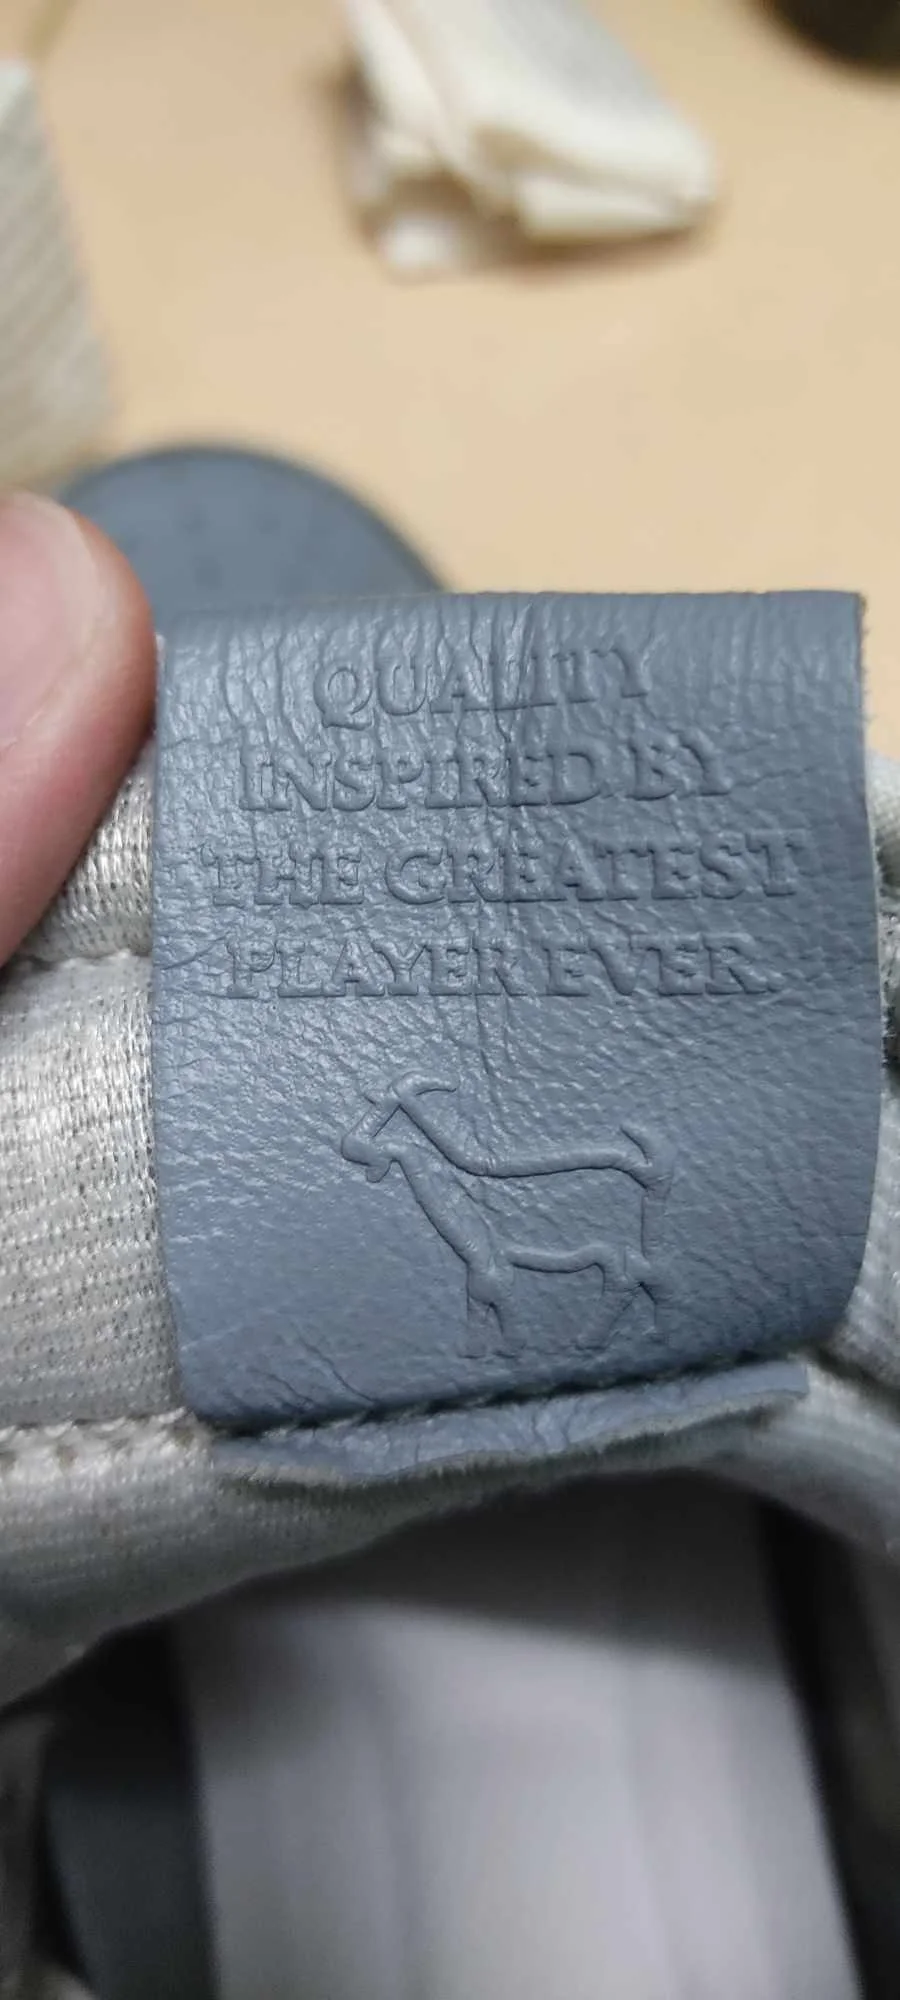 QUALITY
INSPIRED BY
THE GREATEST
PLAYER EVER.